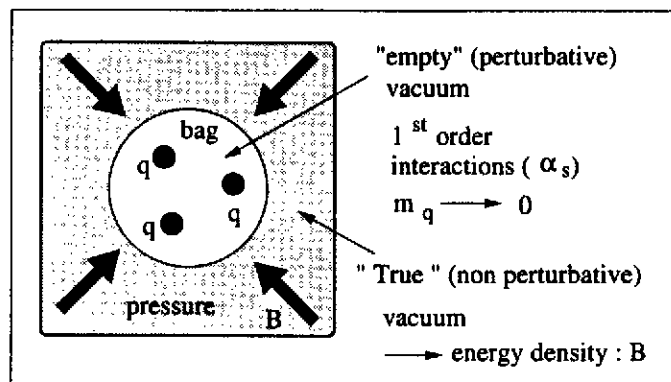 "empty" (perturbative)
vacuum
bag
1 st order
interactions ( α s)
q
q
q
m q → 0
" True " (non perturbative)
pressure
vacuum
B
→ energy density : B